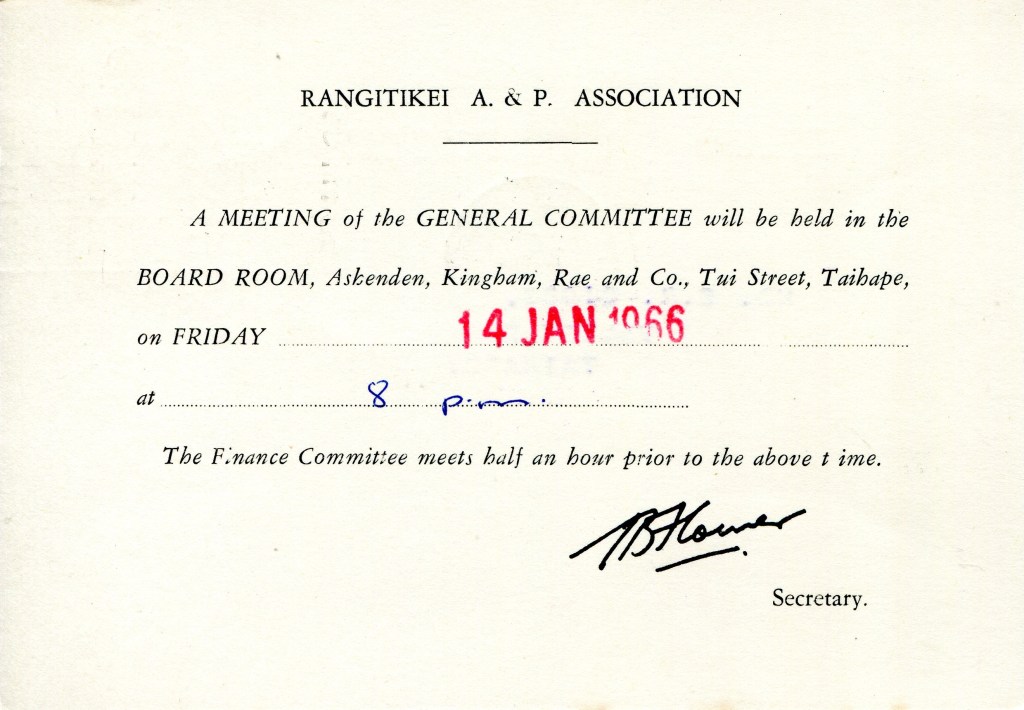 RANGITIKEI A. & P. ASSOCIATION
A MEETING of the GENERAL COMMITTEE will be held in the
BOARD ROOM, Ashenden, Kingham, Rae and Co., Tui Street, Taihape,
on FRIDAY 14 JAN 1966
at 8 p.m.
The Finance Committee meets half an hour prior to the above t ime.
Secretary.